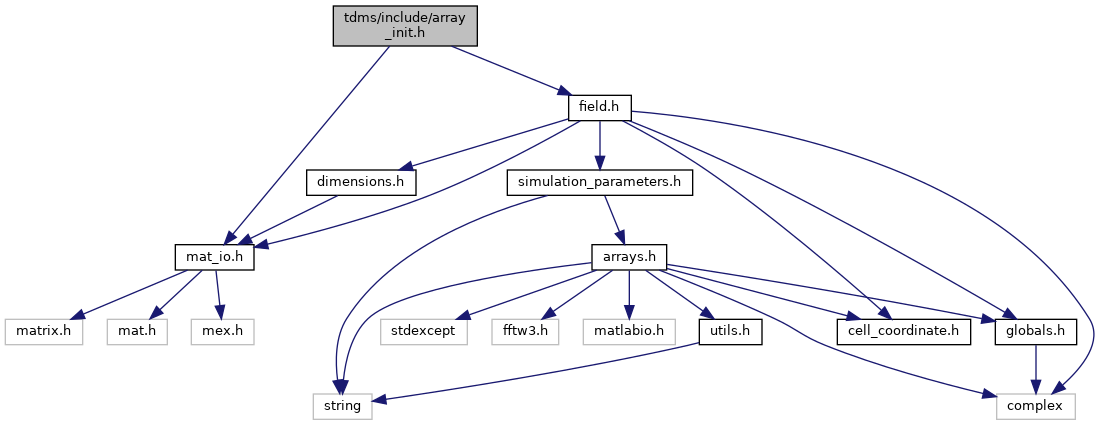 tdms/include/array
_init.h
field.h
dimensions.h
simulation_parameters.h
mat_io.h
arrays.h
matrix.h
mat.h
mex.h
stdexcept
fftw3.h
matlabio.h
utils.h
cell_coordinate.h
globals.h
string
complex